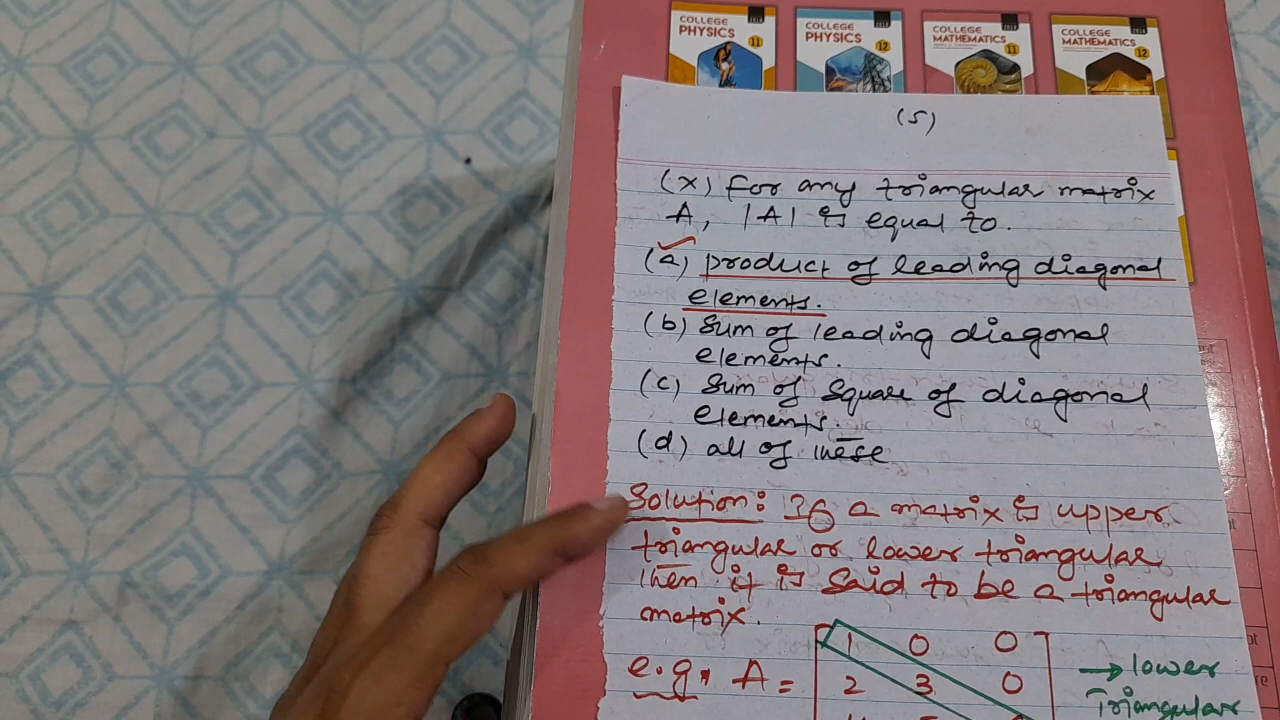 COLLEGE PHYSICS 11
COLLEGE PHYSICS 12
COLLEGE MATHEMATICS 11
COLLEGE MATHEMATICS 12
(5)
(x) For any triangular matrix
A, |A| is equal to.
(a) product of leading diagonal
elements.
(b) Sum of leading diagonal
elements.
(c) Sum of Square of diagonal
elements.
(d) all of these
Solution: If a matrix is upper
triangular or lower triangular
then it is said to be a triangular
matrix.
e.g, A = 1 0 0 → lower
2 3 0 Triangular